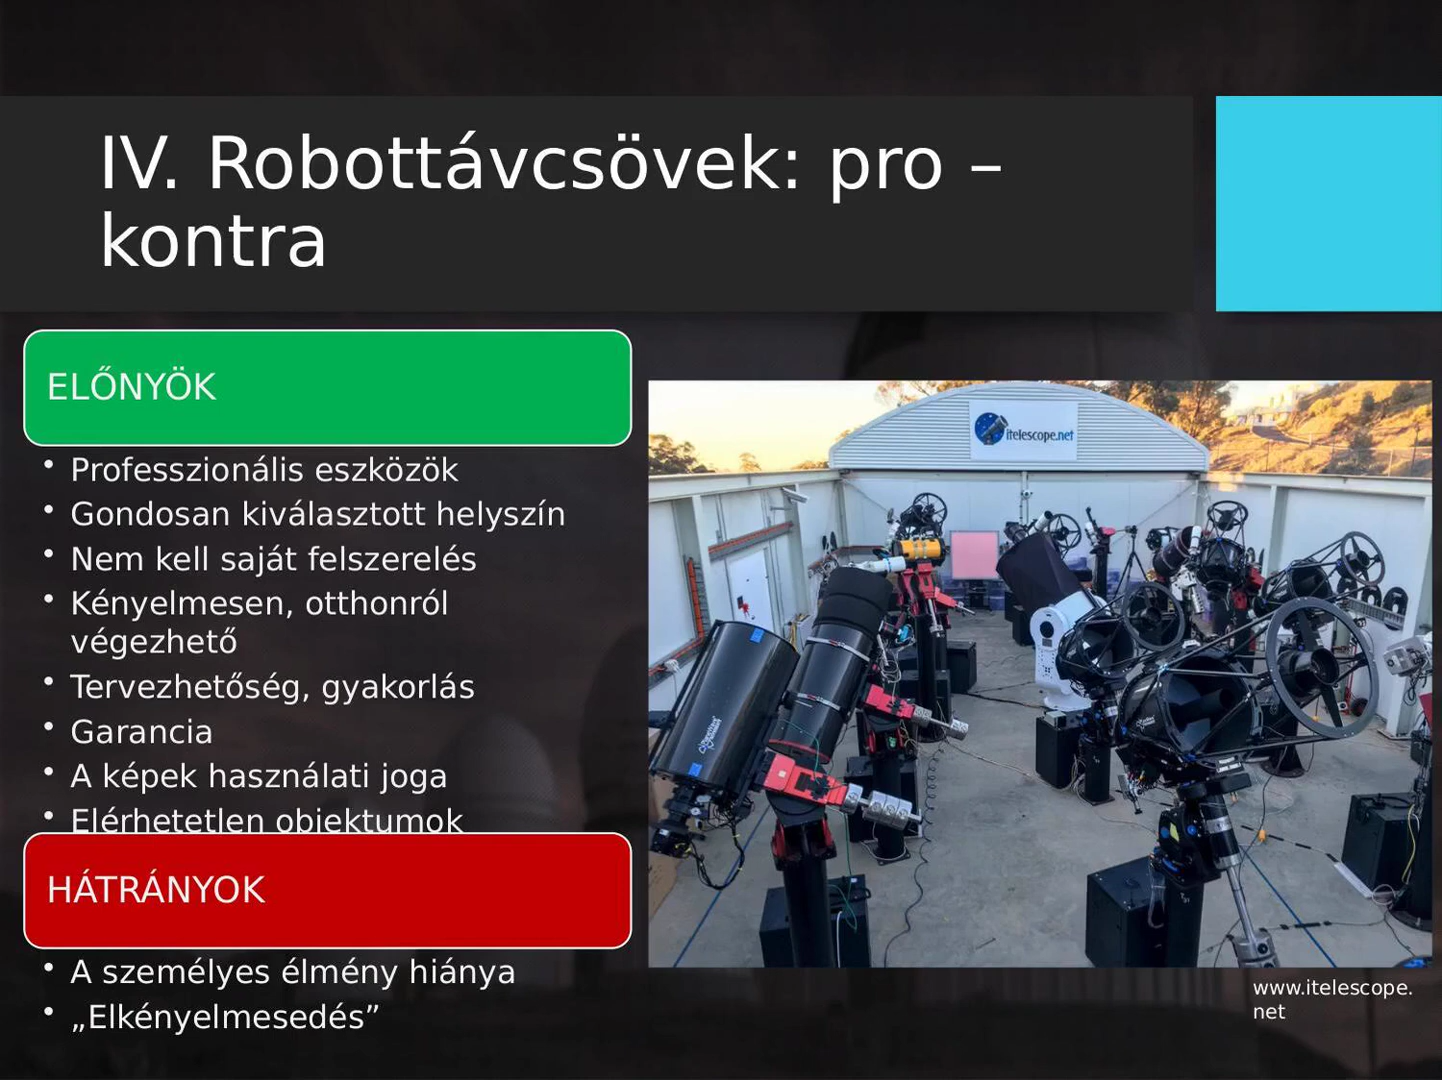 IV. Robottávcsövek: pro –
kontra
ELŐNYÖK
• Professzionális eszközök
• Gondosan kiválasztott helyszín
• Nem kell saját felszerelés
• Kényelmesen, otthonról
végezhető
• Tervezhetőség, gyakorlás
• Garancia
• A képek használati joga
• Elérhetetlen objektumok
HÁTRÁNYOK
• A személyes élmény hiánya
• „Elkényelmesedés”
itelescope.net
www.itelescope.
net